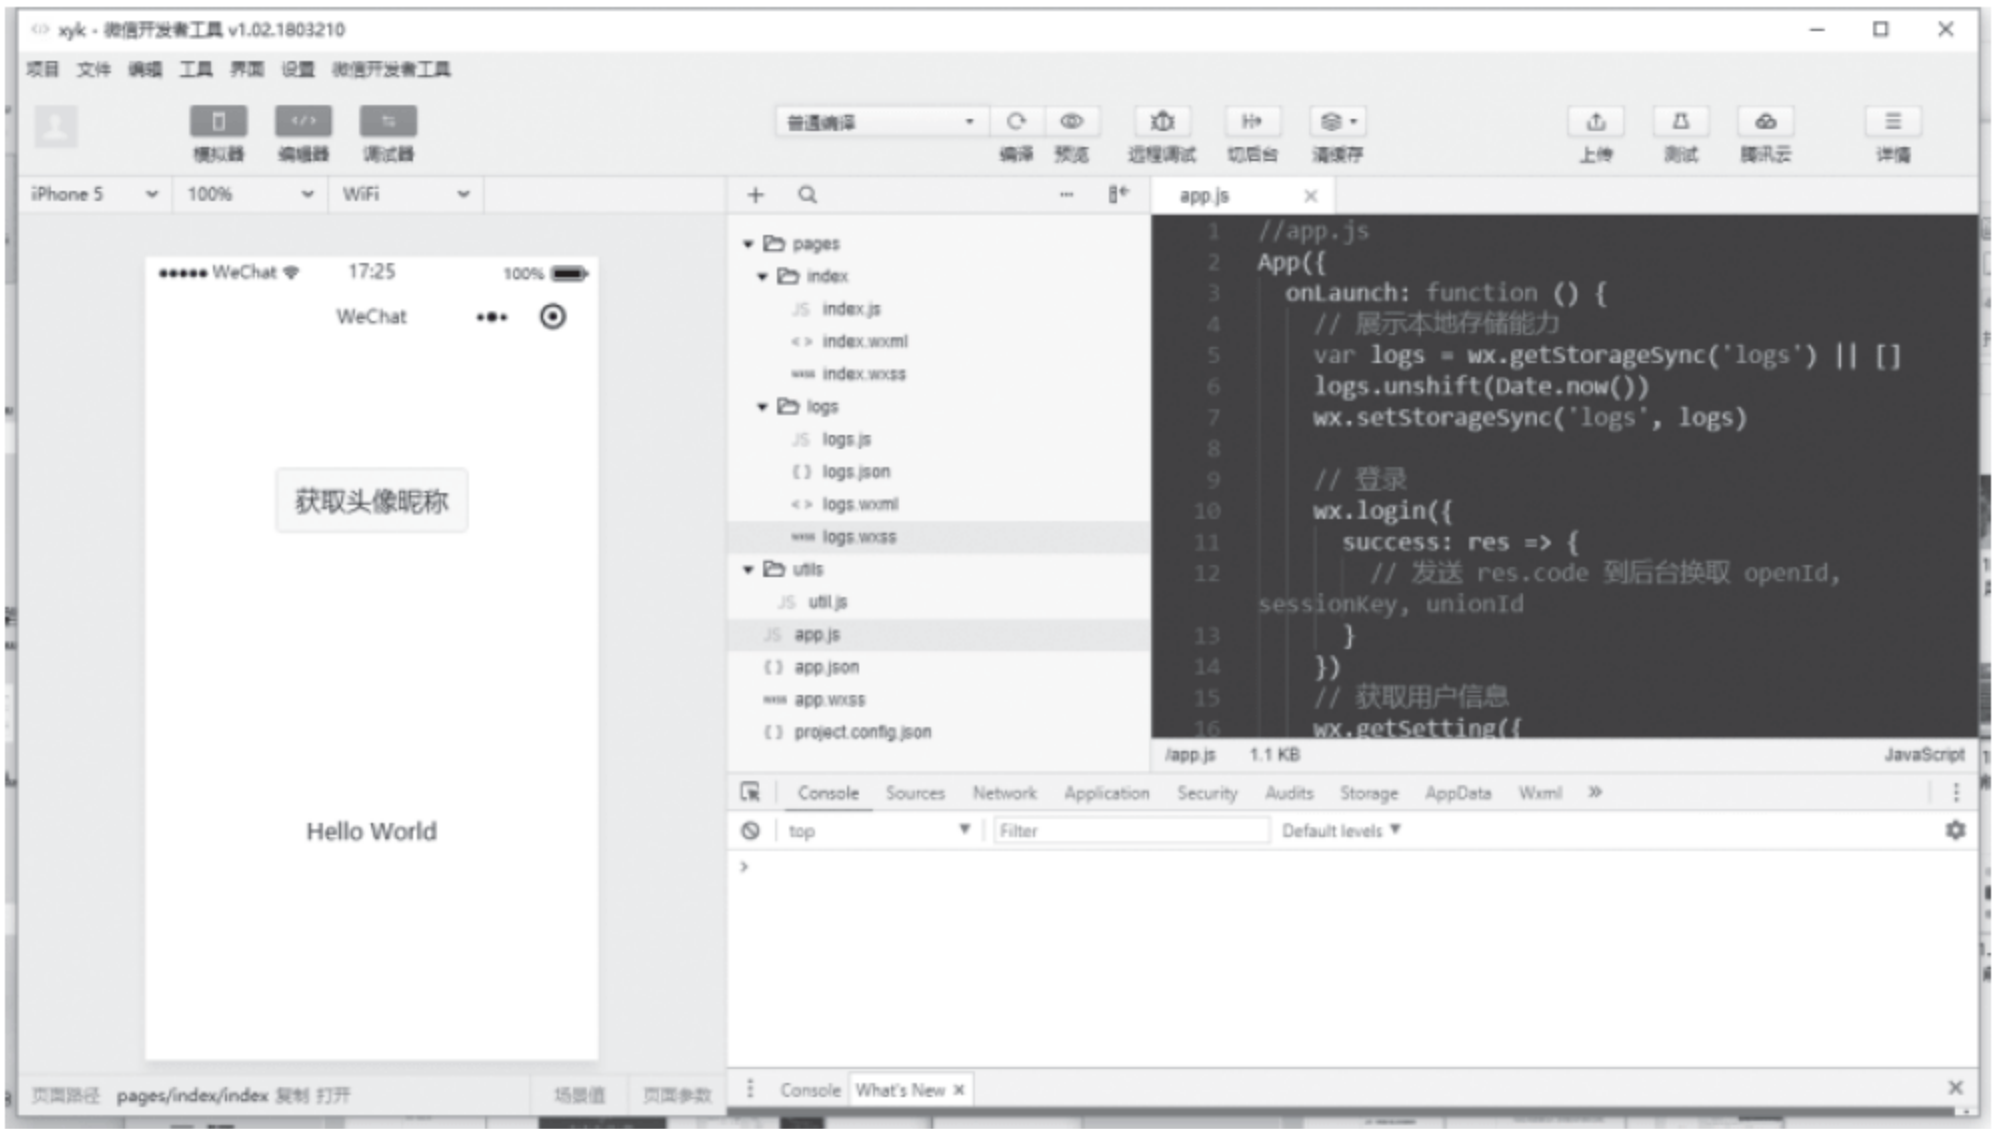 xyk - 微信开发者工具 v1.02.1803210
项目 文件 编辑 工具 界面 设置 微信开发者工具
模拟器 编辑器 调试器
普通编译
编译 预览 远程调试 切后台 清缓存
上传 测试 腾讯云 详情
iPhone 5 100% WiFi
WeChat 17:25 100%
WeChat
获取头像昵称
Hello World
页面路径 pages/index/index 复制 打开 场景值 页面参数
pages
index
JS index.js
< > index.wxml
wxss index.wxss
logs
JS logs.js
{ } logs.json
< > logs.wxml
wxss logs.wxss
utils
JS util.js
JS app.js
{ } app.json
wxss app.wxss
{ } project.config.json
app.js
1 //app.js
2 App({
3 onLaunch: function () {
4 // 展示本地存储能力
5 var logs = wx.getStorageSync('logs') || []
6 logs.unshift(Date.now())
7 wx.setStorageSync('logs', logs)
8
9 // 登录
10 wx.login({
11 success: res => {
12 // 发送 res.code 到后台换取 openId,
sessionKey, unionId
13 }
14 })
15 // 获取用户信息
16 wx.getSetting({
/app.js 1.1 KB JavaScript
Console Sources Network Application Security Audits Storage AppData Wxml »
top Filter Default levels
>
Console What's New